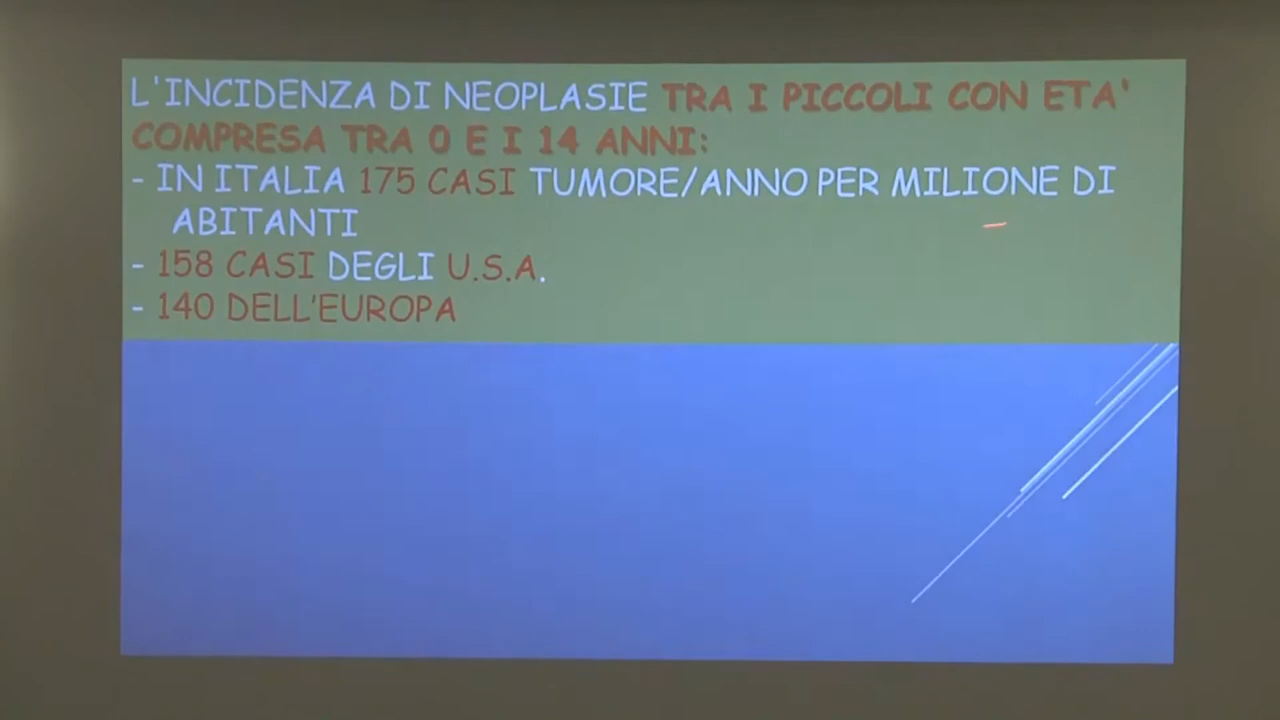 L'INCIDENZA DI NEOPLASIE TRA I PICCOLI CON ETA'
COMPRESA TRA 0 E I 14 ANNI:
- IN ITALIA 175 CASI TUMORE/ANNO PER MILIONE DI
ABITANTI
- 158 CASI DEGLI U.S.A.
- 140 DELL'EUROPA